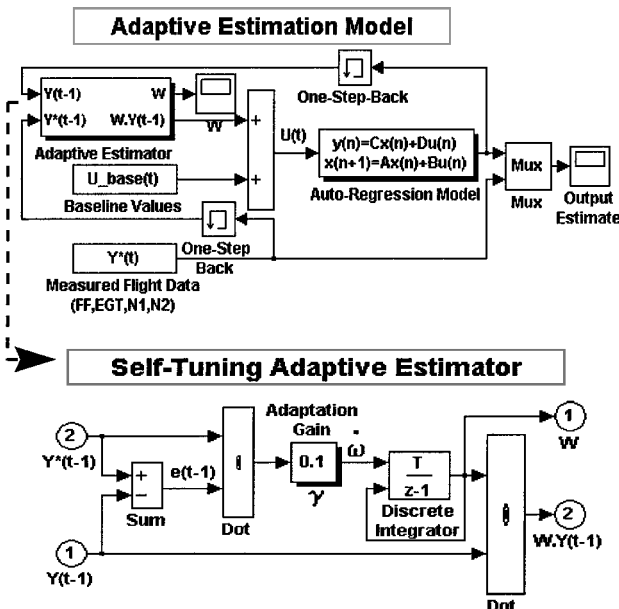 Adaptive Estimation Model
Y(t-1)
W
Y*(t-1)
W.Y(t-1)
Adaptive Estimator
W
One-Step-Back
+
+
U(t)
y(n)=Cx(n)+Du(n)
x(n+1)=Ax(n)+Bu(n)
Auto-Regression Model
Mux
Mux
Output
Estimate
U_base(t)
Baseline Values
One-Step
Back
Y*(t)
Measured Flight Data
(FF,EGT,N1,N2)
Self-Tuning Adaptive Estimator
2
Y*(t-1)
+
−
Sum
e(t-1)
Dot
Adaptation
Gain
0.1
γ
ω̇
T
z-1
Discrete
Integrator
1
W
2
W.Y(t-1)
1
Y(t-1)
Dot